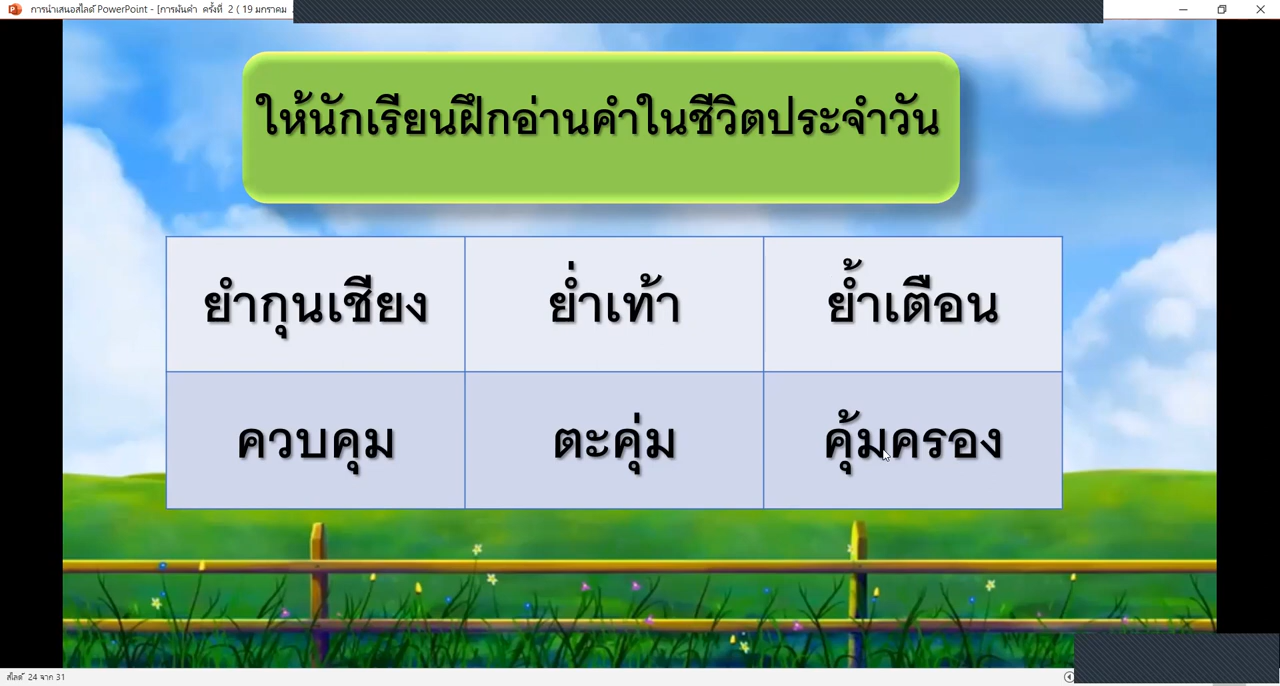 การนำเสนอสไลด์ PowerPoint - [การผันคำ ครั้งที่ 2 ( 19 มกราคม
ให้นักเรียนฝึกอ่านคำในชีวิตประจำวัน
ยำกุนเชียง ย่ำเท้า ย้ำเตือน
ควบคุม ตะคุ่ม คุ้มครอง
สไลด์ 24 จาก 31